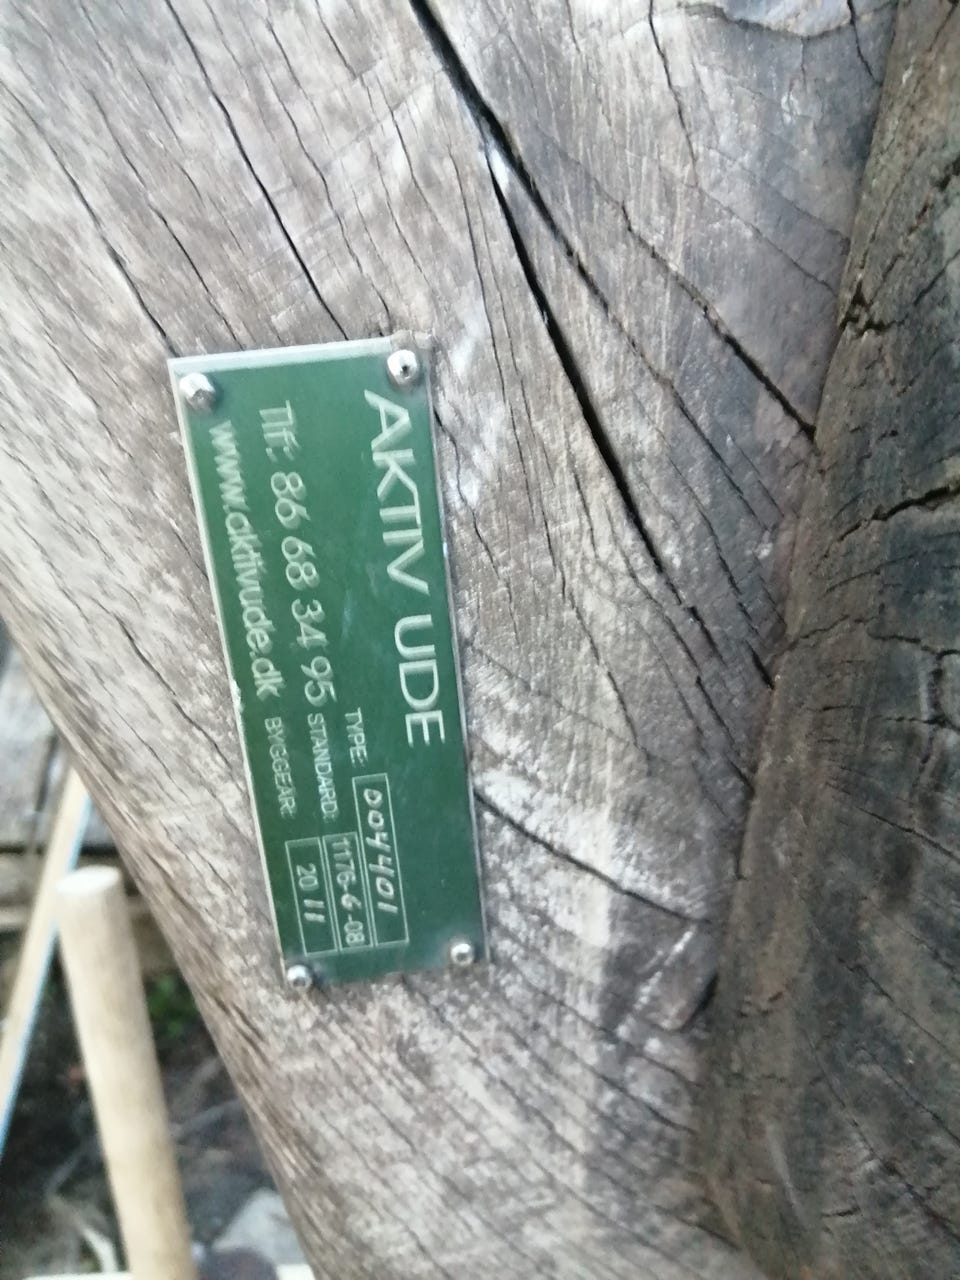 AKTIV UDE
TYPE: 004401
Tlf: 86 68 34 95 STANDARD: 1176-6-08
www.aktivude.dk BYGGEÅR: 2011